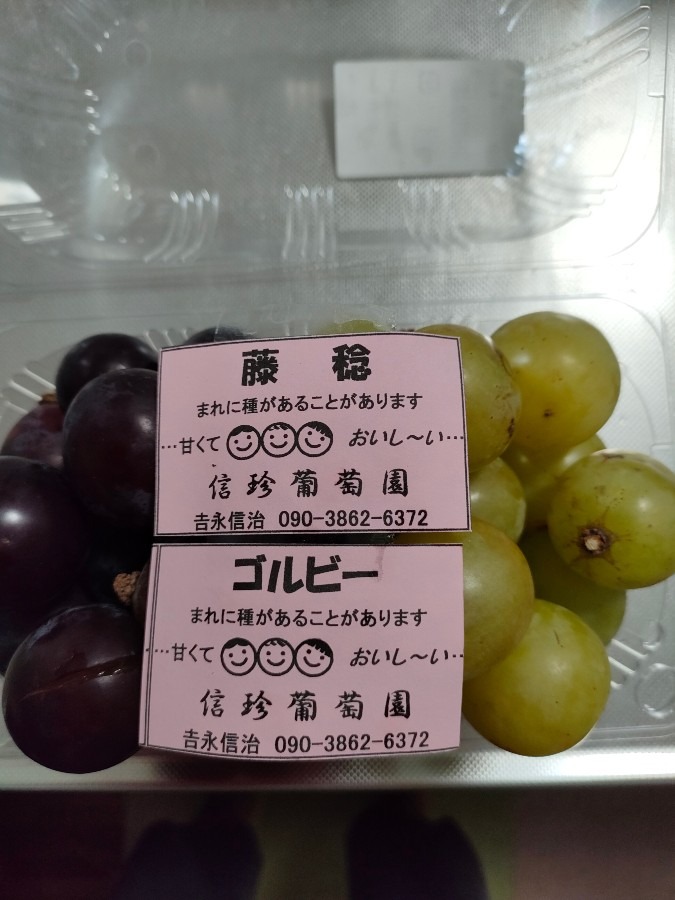 藤 稔
まれに種があることがあります
…甘くて おいし～い…
信珍葡萄園
吉永信治 090-3862-6372
ゴルビー
まれに種があることがあります
…甘くて おいし～い…
信珍葡萄園
吉永信治 090-3862-6372